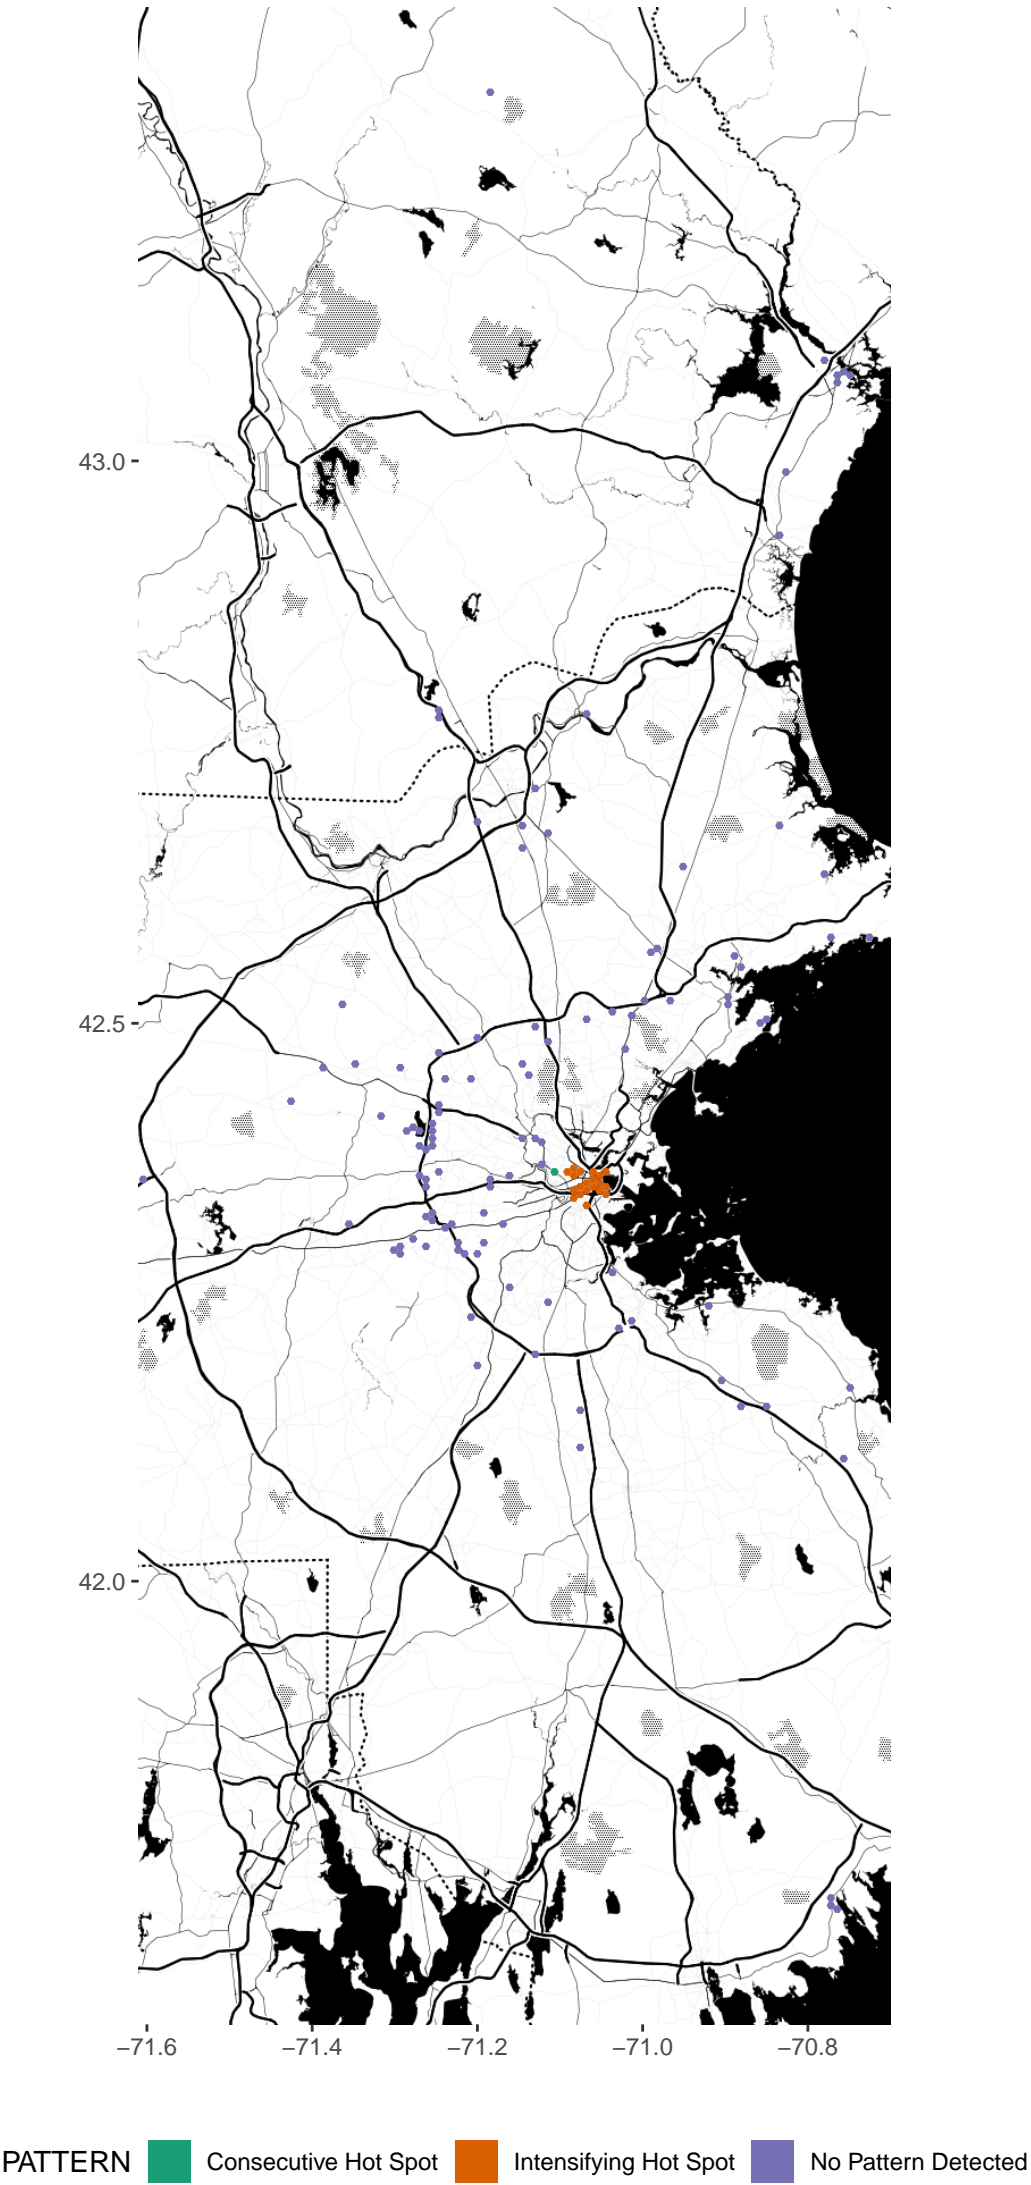 43.0
42.5
42.0
−71.6 −71.4 −71.2 −71.0 −70.8
PATTERN Consecutive Hot Spot Intensifying Hot Spot No Pattern Detected